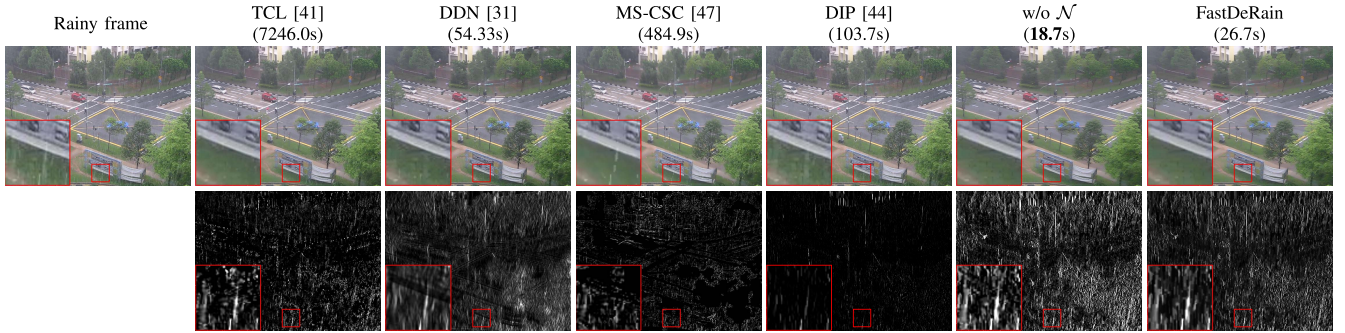 Rainy frame
TCL [41]
(7246.0s)
DDN [31]
(54.33s)
MS-CSC [47]
(484.9s)
DIP [44]
(103.7s)
w/o 𝒩
(18.7s)
FastDeRain
(26.7s)